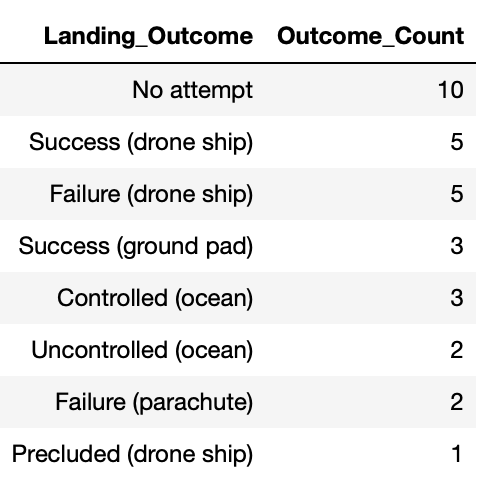 Landing_Outcome Outcome_Count
No attempt 10
Success (drone ship) 5
Failure (drone ship) 5
Success (ground pad) 3
Controlled (ocean) 3
Uncontrolled (ocean) 2
Failure (parachute) 2
Precluded (drone ship) 1